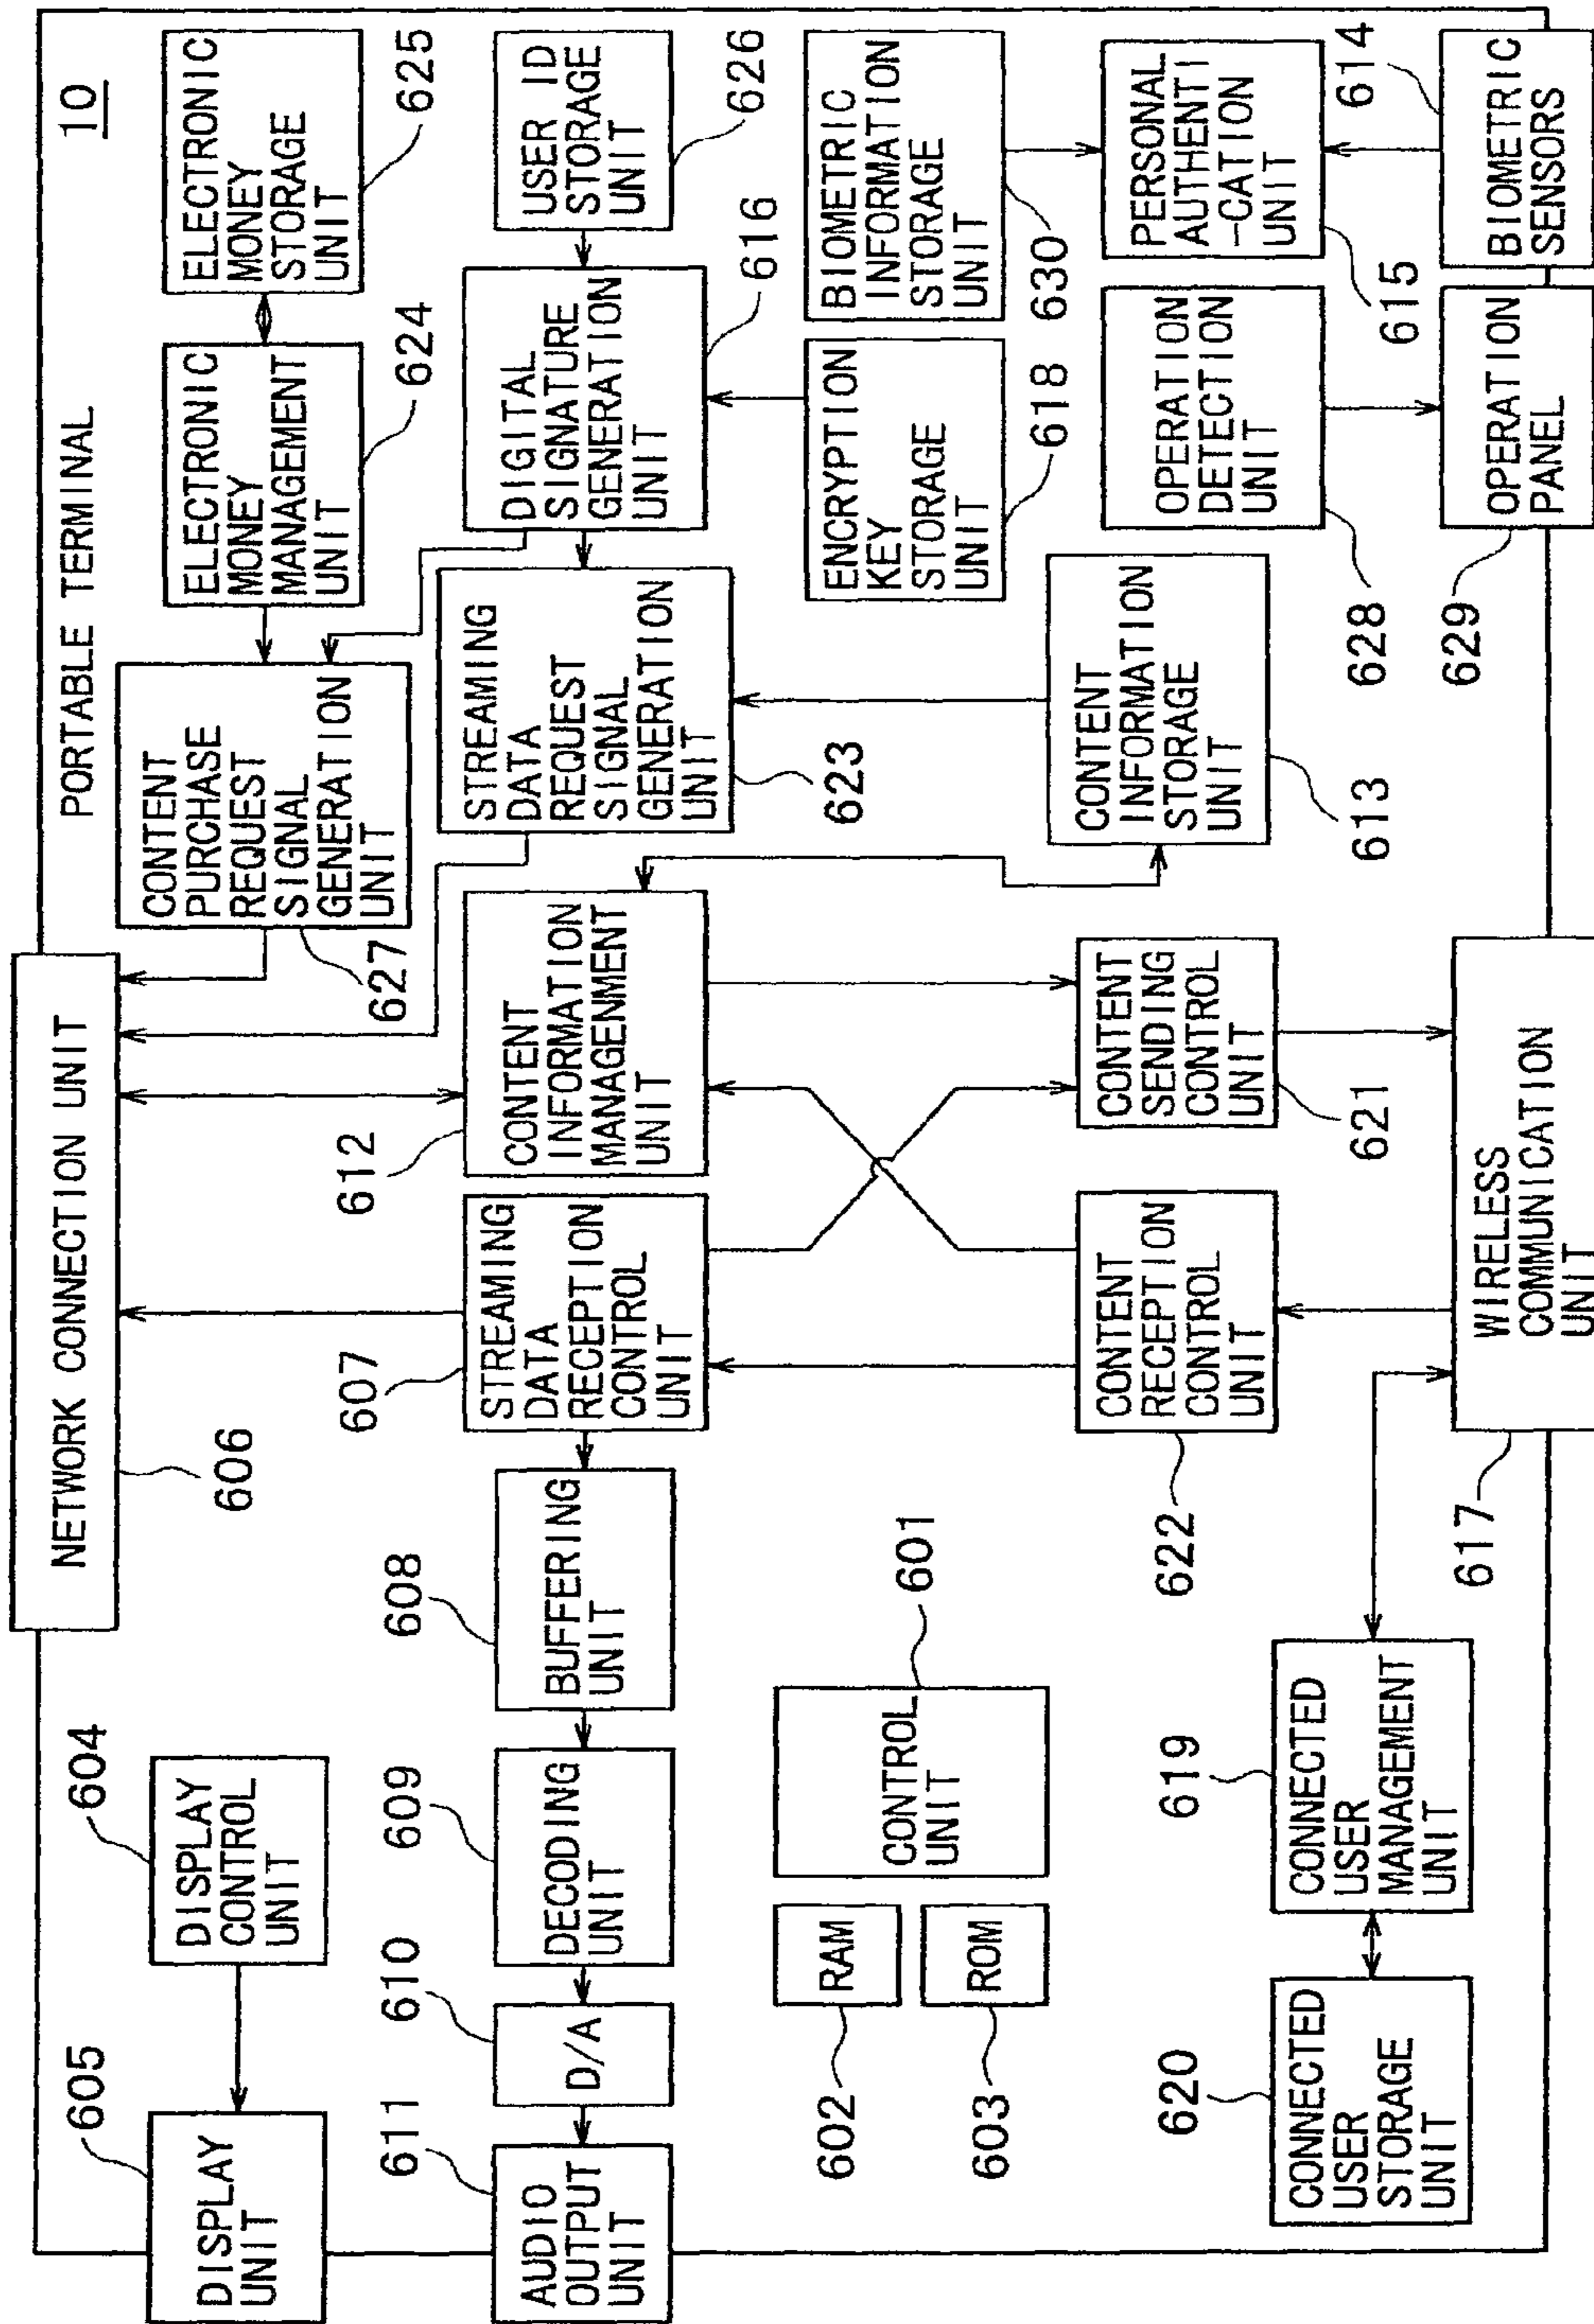 10
PORTABLE TERMINAL
NETWORK CONNECTION UNIT
606
DISPLAY
UNIT
605
DISPLAY
CONTROL
UNIT
604
CONTENT
PURCHASE
REQUEST
SIGNAL
GENERATION
UNIT
627
ELECTRONIC
MONEY
MANAGEMENT
UNIT
624
ELECTRONIC
MONEY
STORAGE
UNIT
625
AUDIO
OUTPUT
UNIT
611
D/A
610
DECODING
UNIT
609
BUFFERING
UNIT
608
STREAMING
DATA
RECEPTION
CONTROL
UNIT
607
CONTENT
INFORMATION
MANAGENMENT
UNIT
612
STREAMING
DATA
REQUEST
SIGNAL
GENERATION
UNIT
623
DIGITAL
SIGNATURE
GENERATION
UNIT
616
USER ID
STORAGE
UNIT
626
RAM
602
ROM
603
CONTROL
UNIT
601
ENCRYPTION
KEY
STORAGE
UNIT
618
BIOMETRIC
INFORMATION
STORAGE
UNIT
630
CONNECTED
USER
STORAGE
UNIT
620
CONNECTED
USER
MANAGEMENT
UNIT
619
CONTENT
RECEPTION
CONTROL
UNIT
622
CONTENT
SENDING
CONTROL
UNIT
621
CONTENT
INFORMATION
STORAGE
UNIT
613
OPERATION
DETECTION
UNIT
628
PERSONAL
AUTHENTI
-CATION
UNIT
615
WIRELESS
COMMUNICATION
UNIT
617
OPERATION
PANEL
629
BIOMETRIC
SENSORS
614